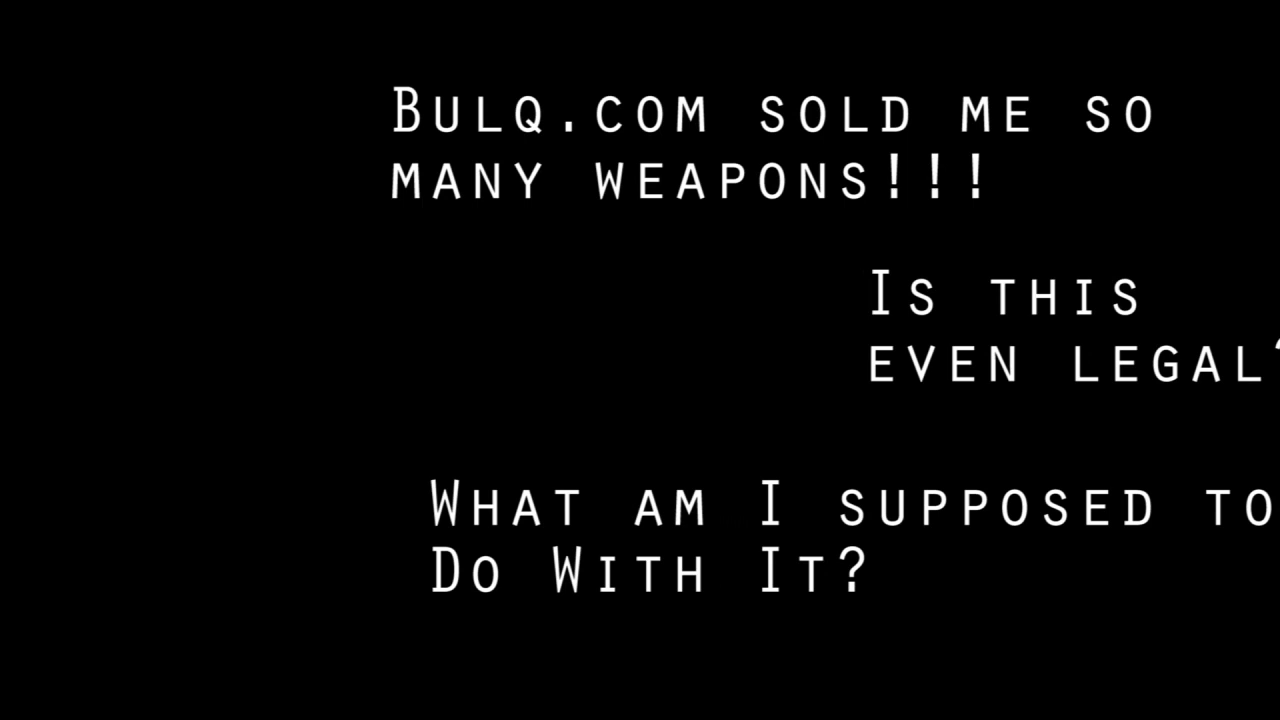 Bulq.com sold me so
many weapons!!!
Is this
even legal?
What am I supposed to
Do With It?